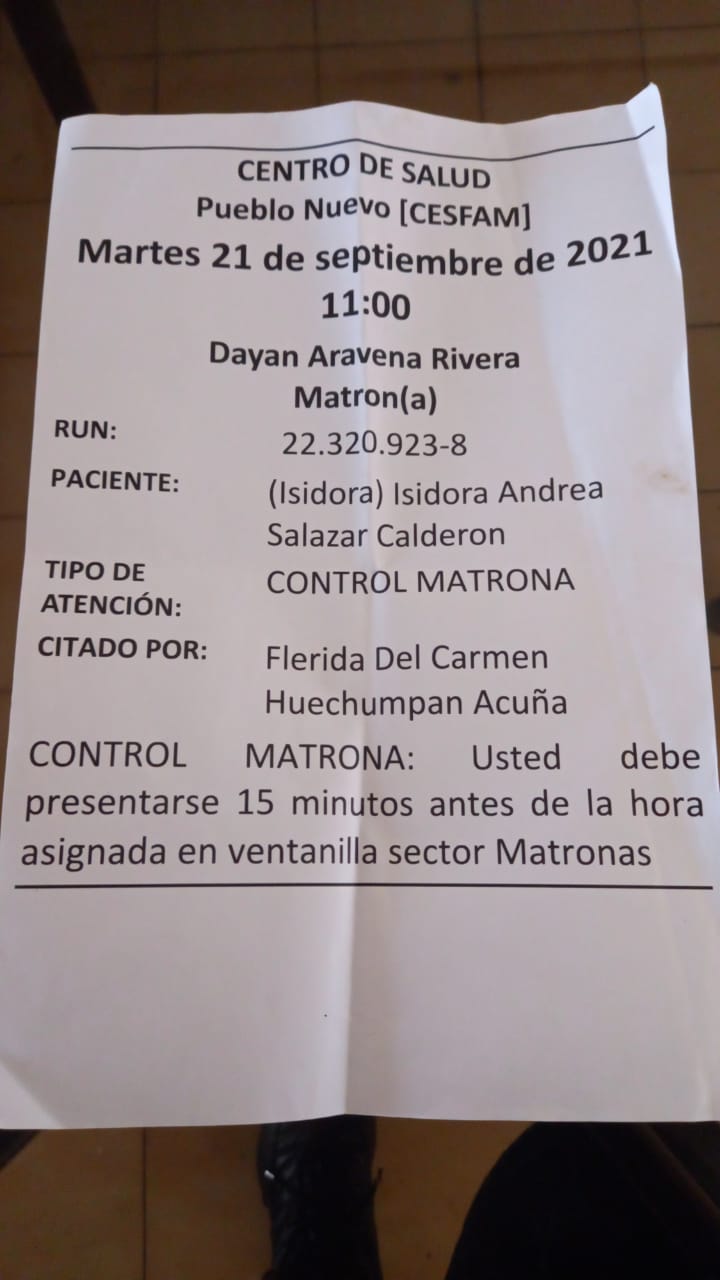 CENTRO DE SALUD
Pueblo Nuevo [CESFAM]
Martes 21 de septiembre de 2021
11:00
Dayan Aravena Rivera
Matron(a)
RUN: 22.320.923-8
PACIENTE: (Isidora) Isidora Andrea
Salazar Calderon
TIPO DE
ATENCIÓN: CONTROL MATRONA
CITADO POR: Flerida Del Carmen
Huechumpan Acuña
CONTROL MATRONA: Usted debe
presentarse 15 minutos antes de la hora
asignada en ventanilla sector Matronas